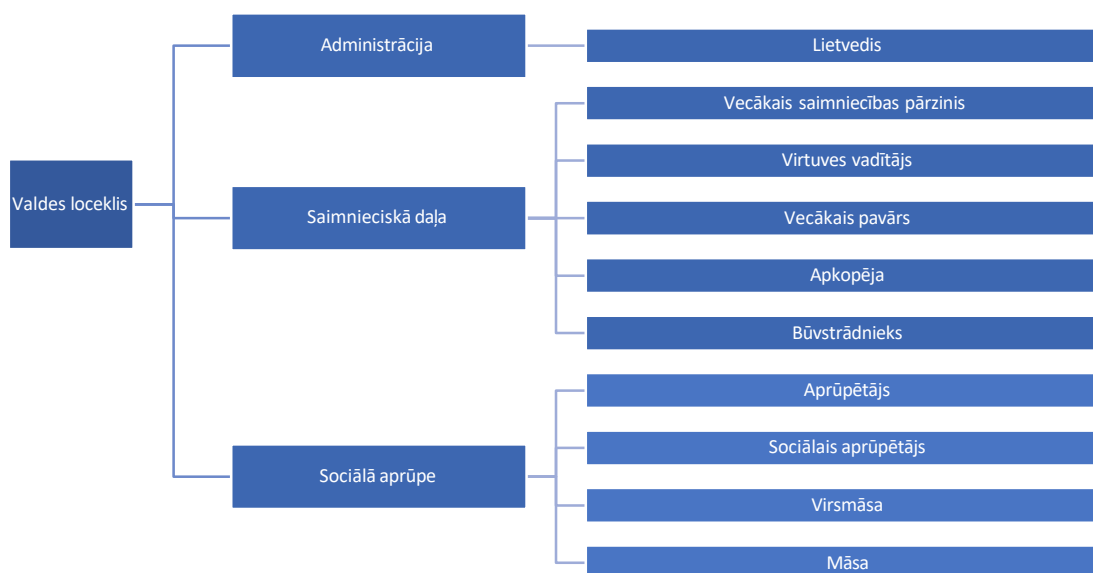 Valdes loceklis
Administrācija
Lietvedis
Saimnieciskā daļa
Vecākais saimniecības pārzinis
Virtuves vadītājs
Vecākais pavārs
Apkopēja
Būvstrādnieks
Sociālā aprūpe
Aprūpētājs
Sociālais aprūpētājs
Virsmāsa
Māsa